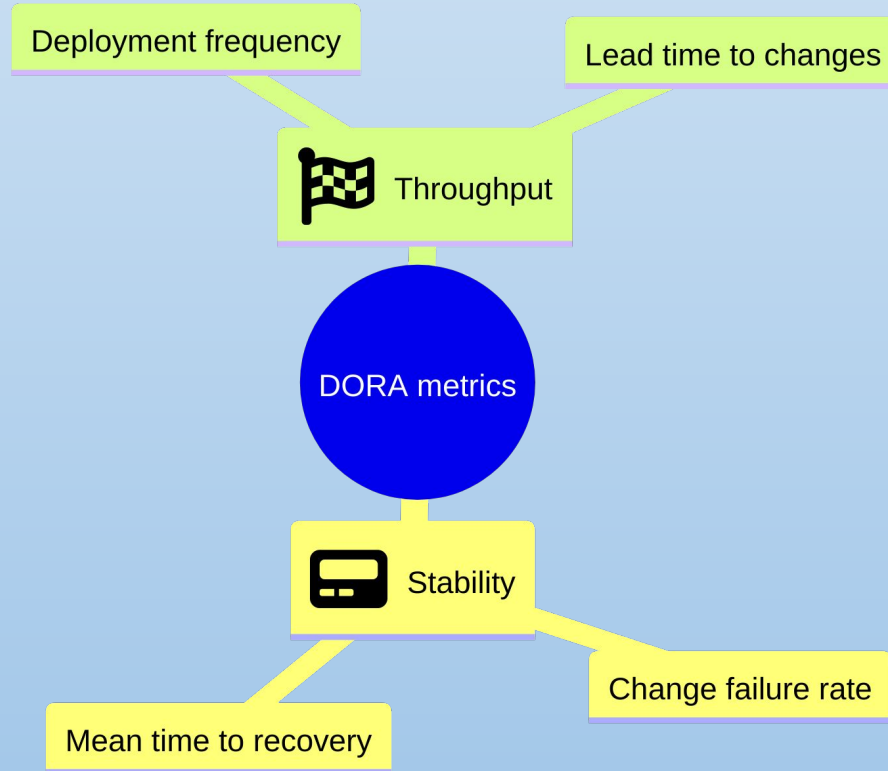 Deployment frequency
Lead time to changes
Throughput
DORA metrics
Stability
Change failure rate
Mean time to recovery